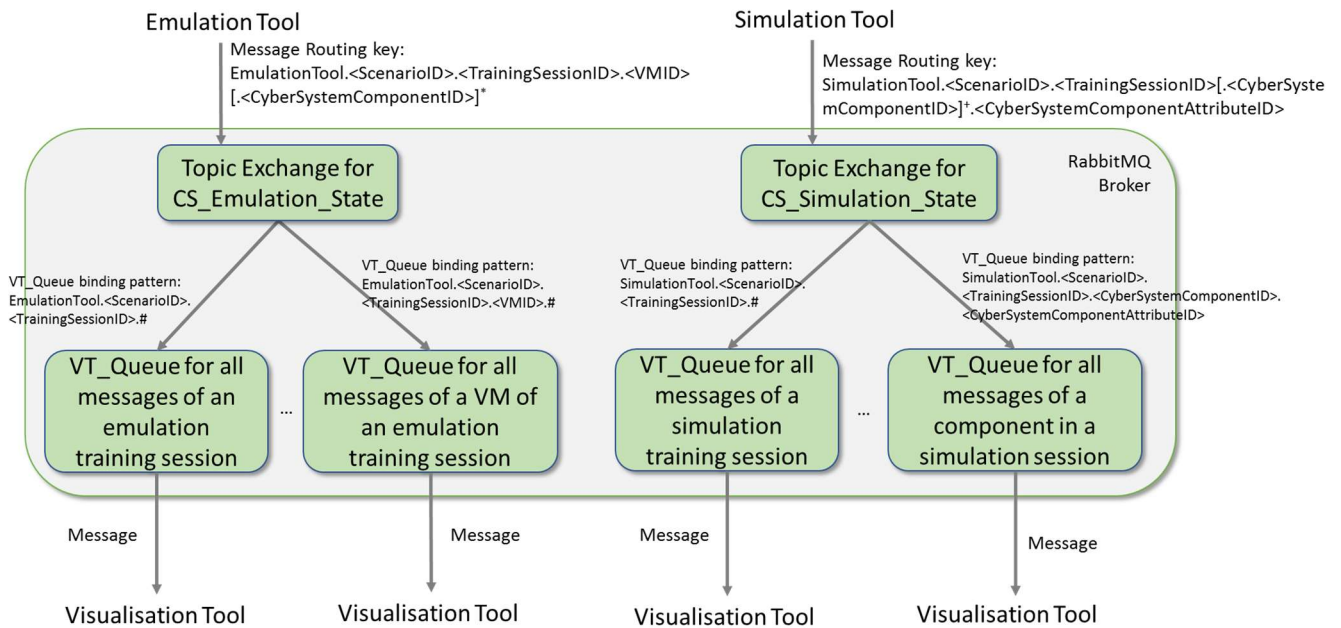 Emulation Tool
Message Routing key:
EmulationTool.<ScenarioID>.<TrainingSessionID>.<VMID>
[.<CyberSystemComponentID>]*
Simulation Tool
Message Routing key:
SimulationTool.<ScenarioID>.<TrainingSessionID>[.<CyberSyste
mComponentID>]⁺.<CyberSystemComponentAttributeID>
RabbitMQ
Broker
Topic Exchange for
CS_Emulation_State
Topic Exchange for
CS_Simulation_State
VT_Queue binding pattern:
EmulationTool.<ScenarioID>.
<TrainingSessionID>.#
VT_Queue binding pattern:
EmulationTool.<ScenarioID>.
<TrainingSessionID>.<VMID>.#
VT_Queue binding pattern:
SimulationTool.<ScenarioID>.
<TrainingSessionID>.#
VT_Queue binding pattern:
SimulationTool.<ScenarioID>.
<TrainingSessionID>.<CyberSystemComponentID>.
<CyberSystemComponentAttributeID>
VT_Queue for all
messages of an
emulation
training session
...
VT_Queue for all
messages of a VM of
an emulation
training session
VT_Queue for all
messages of a
simulation
training session
...
VT_Queue for all
messages of a
component in a
simulation session
Message
Message
Message
Message
Visualisation Tool
Visualisation Tool
Visualisation Tool
Visualisation Tool